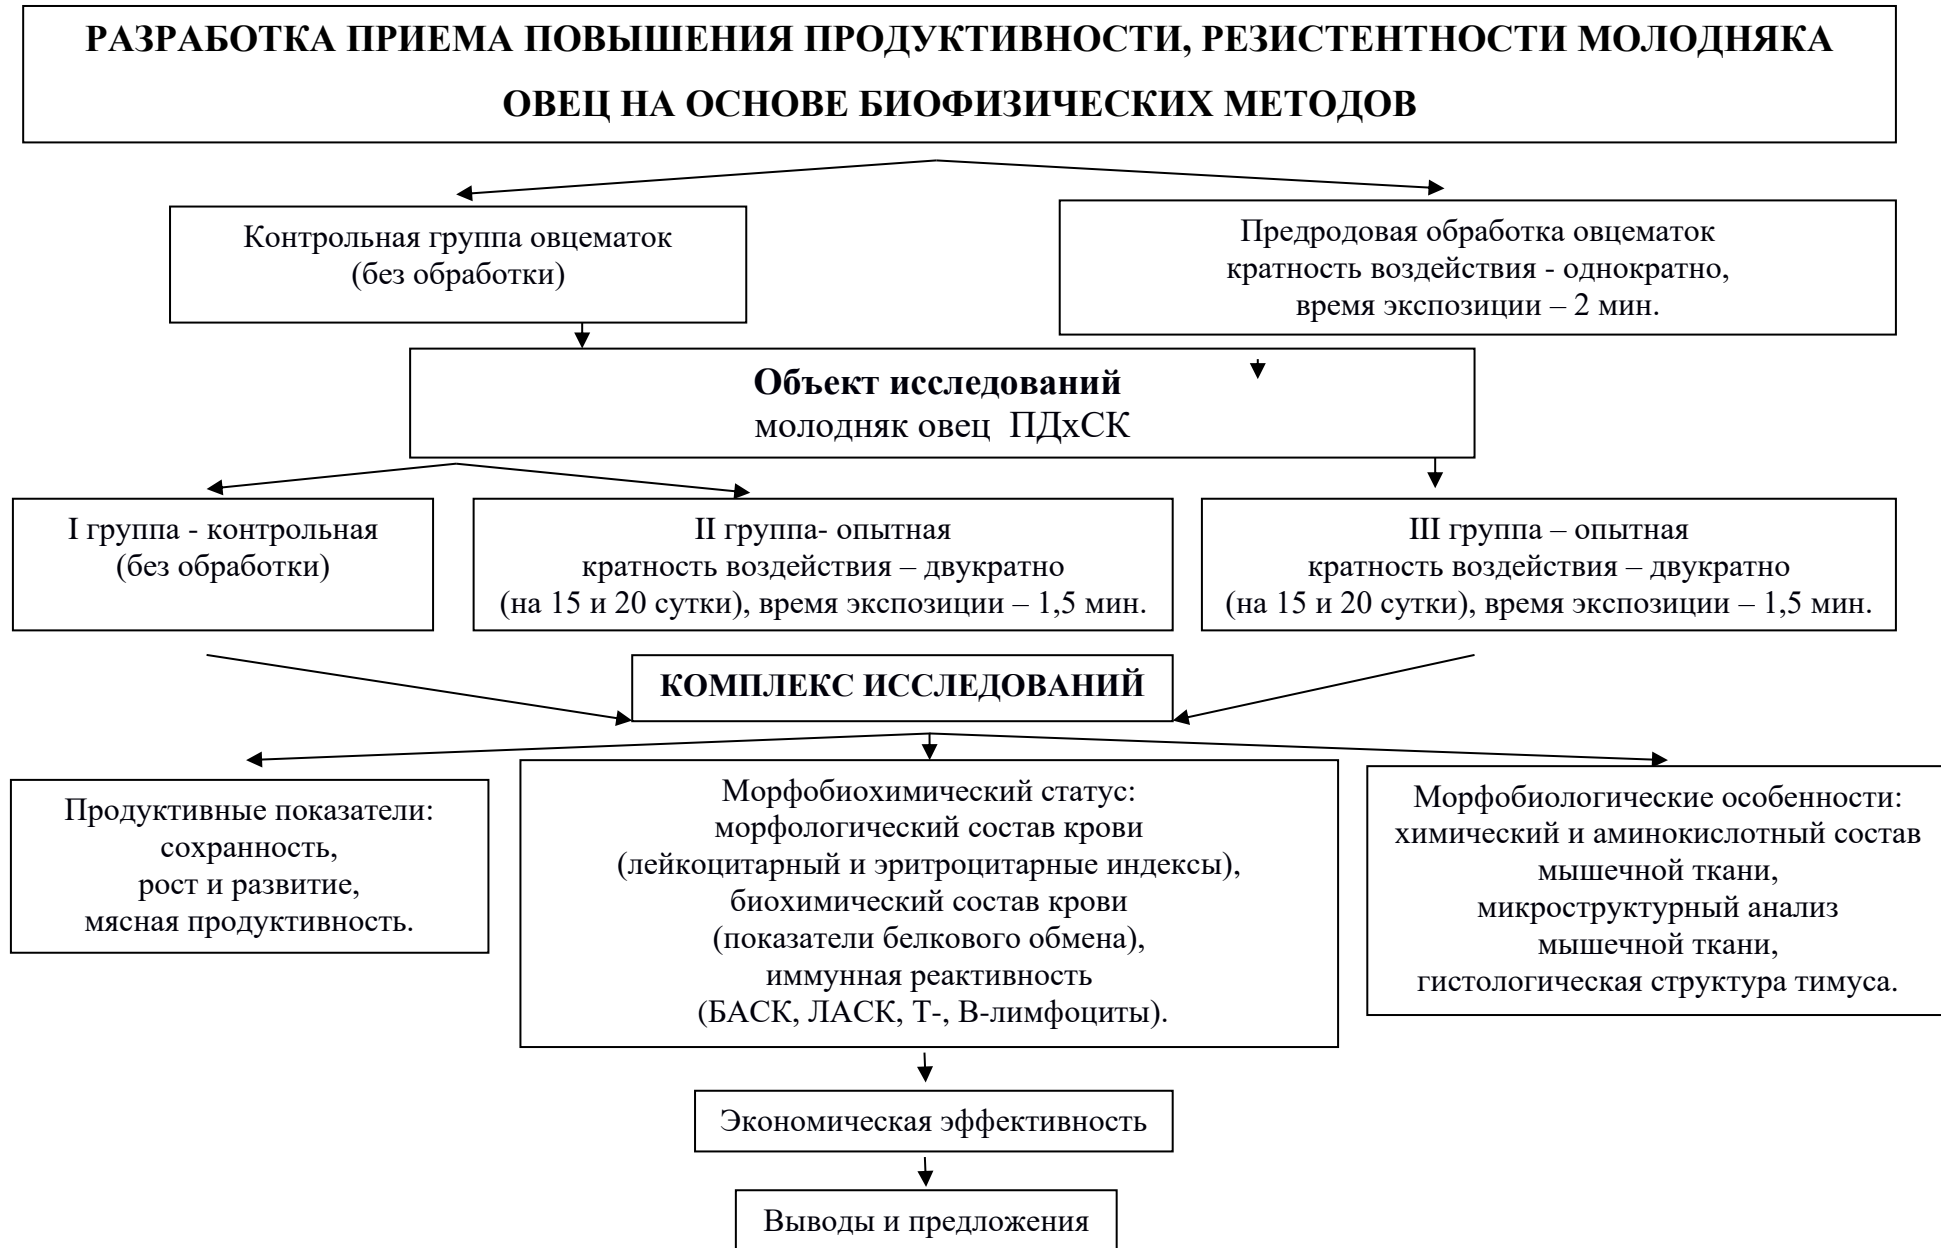 РАЗРАБОТКА ПРИЕМА ПОВЫШЕНИЯ ПРОДУКТИВНОСТИ, РЕЗИСТЕНТНОСТИ МОЛОДНЯКА
ОВЕЦ НА ОСНОВЕ БИОФИЗИЧЕСКИХ МЕТОДОВ
Контрольная группа овцематок
(без обработки)
Предродовая обработка овцематок
кратность воздействия - однократно,
время экспозиции – 2 мин.
Объект исследований
молодняк овец ПДхСК
I группа - контрольная
(без обработки)
II группа- опытная
кратность воздействия – двукратно
(на 15 и 20 сутки), время экспозиции – 1,5 мин.
III группа – опытная
кратность воздействия – двукратно
(на 15 и 20 сутки), время экспозиции – 1,5 мин.
КОМПЛЕКС ИССЛЕДОВАНИЙ
Продуктивные показатели:
сохранность,
рост и развитие,
мясная продуктивность.
Морфобиохимический статус:
морфологический состав крови
(лейкоцитарный и эритроцитарные индексы),
биохимический состав крови
(показатели белкового обмена),
иммунная реактивность
(БАСК, ЛАСК, Т-, В-лимфоциты).
Морфобиологические особенности:
химический и аминокислотный состав
мышечной ткани,
микроструктурный анализ
мышечной ткани,
гистологическая структура тимуса.
Экономическая эффективность
Выводы и предложения